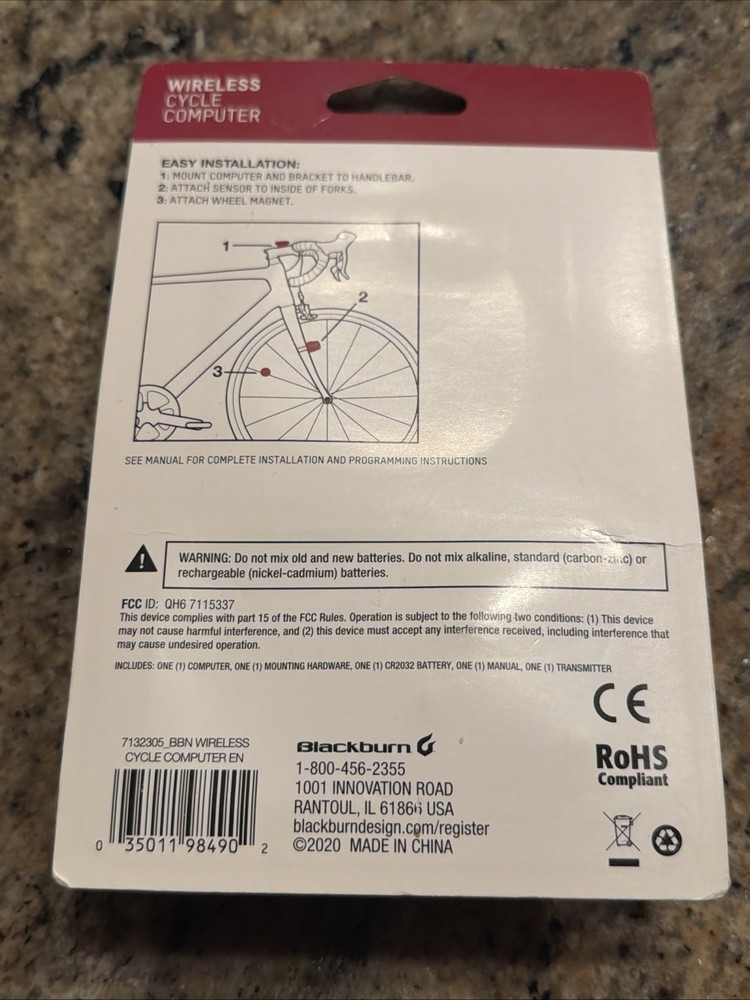 WIRELESS
CYCLE
COMPUTER
EASY INSTALLATION:
1: MOUNT COMPUTER AND BRACKET TO HANDLEBAR.
2: ATTACH SENSOR TO INSIDE OF FORKS.
3: ATTACH WHEEL MAGNET.
1
2
3
SEE MANUAL FOR COMPLETE INSTALLATION AND PROGRAMMING INSTRUCTIONS
WARNING: Do not mix old and new batteries. Do not mix alkaline, standard (carbon-zinc) or
rechargeable (nickel-cadmium) batteries.
FCC ID: QH6 7115337
This device complies with part 15 of the FCC Rules. Operation is subject to the following two conditions: (1) This device
may not cause harmful interference, and (2) this device must accept any interference received, including interference that
may cause undesired operation.
INCLUDES: ONE (1) COMPUTER, ONE (1) MOUNTING HARDWARE, ONE (1) CR2032 BATTERY, ONE (1) MANUAL, ONE (1) TRANSMITTER
CE
7132305_BBN WIRELESS
CYCLE COMPUTER EN
0 35011 98490 2
Blackburn
1-800-456-2355
1001 INNOVATION ROAD
RANTOUL, IL 61866 USA
blackburndesign.com/register
©2020 MADE IN CHINA
RoHS
Compliant